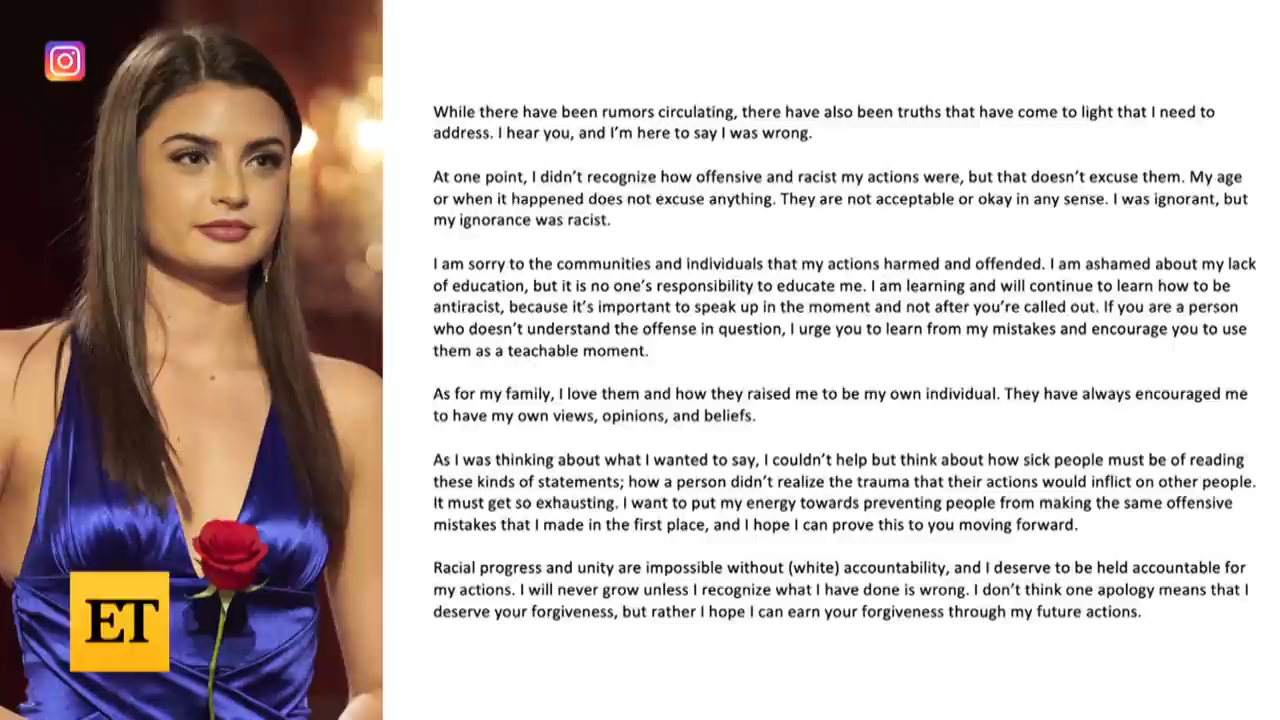 While there have been rumors circulating, there have also been truths that have come to light that I need to
address. I hear you, and I’m here to say I was wrong.
At one point, I didn’t recognize how offensive and racist my actions were, but that doesn’t excuse them. My age
or when it happened does not excuse anything. They are not acceptable or okay in any sense. I was ignorant, but
my ignorance was racist.
I am sorry to the communities and individuals that my actions harmed and offended. I am ashamed about my lack
of education, but it is no one’s responsibility to educate me. I am learning and will continue to learn how to be
antiracist, because it’s important to speak up in the moment and not after you’re called out. If you are a person
who doesn’t understand the offense in question, I urge you to learn from my mistakes and encourage you to use
them as a teachable moment.
As for my family, I love them and how they raised me to be my own individual. They have always encouraged me
to have my own views, opinions, and beliefs.
As I was thinking about what I wanted to say, I couldn’t help but think about how sick people must be of reading
these kinds of statements; how a person didn’t realize the trauma that their actions would inflict on other people.
It must get so exhausting. I want to put my energy towards preventing people from making the same offensive
mistakes that I made in the first place, and I hope I can prove this to you moving forward.
Racial progress and unity are impossible without (white) accountability, and I deserve to be held accountable for
my actions. I will never grow unless I recognize what I have done is wrong. I don’t think one apology means that I
deserve your forgiveness, but rather I hope I can earn your forgiveness through my future actions.
ET